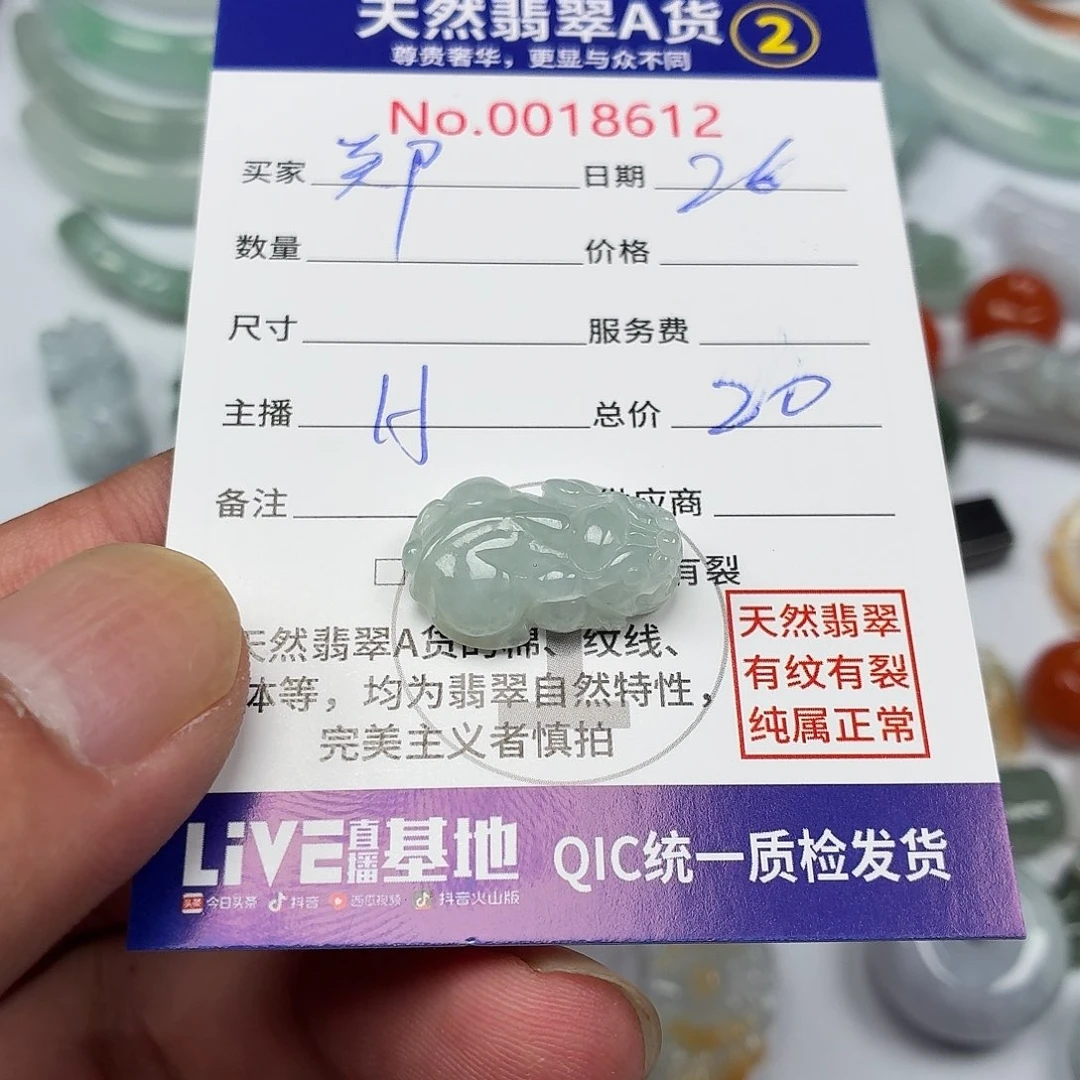 天然翡翠A货 2
尊贵奢华，更显与众不同
No.0018612
买家 郑 日期 26
数量 价格
尺寸 服务费
主播 总价 20
备注 供应商
□ 有裂
天然翡翠A货的棉、纹线、
本等，均为翡翠自然特性，
完美主义者慎拍
天然翡翠
有纹有裂
纯属正常
LiVE直播基地 QIC统一质检发货
头条 今日头条 抖音 西瓜视频 抖音火山版